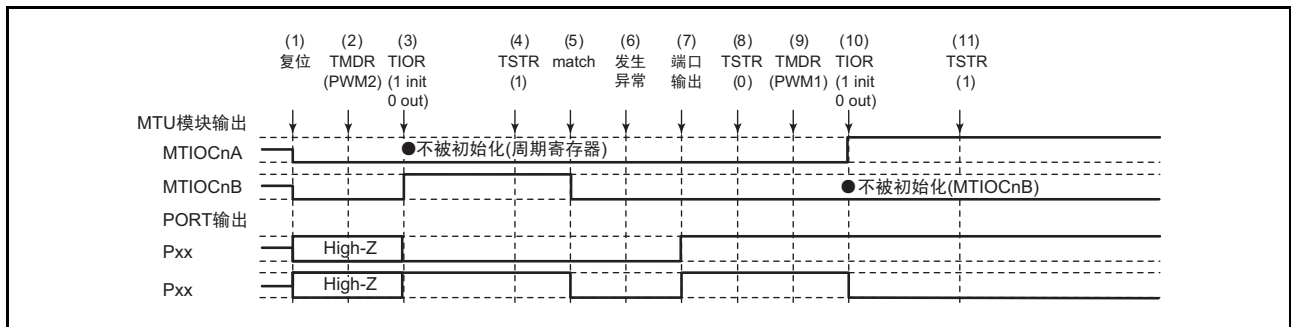 (1) (2) (3) (4) (5) (6) (7) (8) (9) (10) (11)
复位 TMDR TIOR TSTR match 发生 端口 TSTR TMDR TIOR TSTR
(PWM2) (1 init (1) 异常 输出 (0) (PWM1) (1 init (1)
0 out) 0 out)
MTU模块输出
MTIOCnA ●不被初始化(周期寄存器)
MTIOCnB ●不被初始化(MTIOCnB)
PORT输出
Pxx High-Z
Pxx High-Z